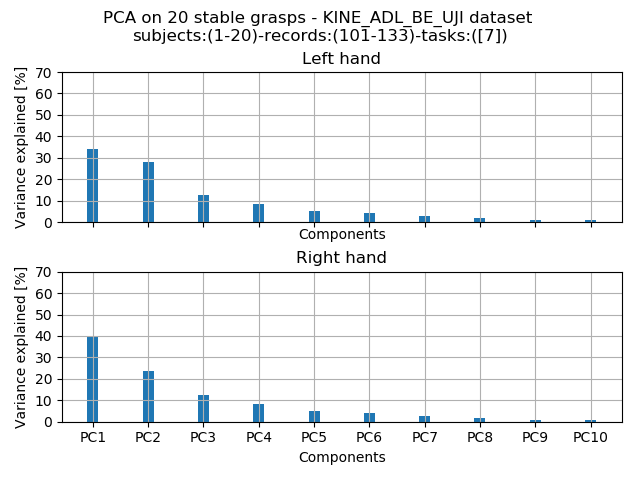 PCA on 20 stable grasps - KINE_ADL_BE_UJI dataset
subjects:(1-20)-records:(101-133)-tasks:([7])
Left hand
Variance explained [%]
70
60
50
40
30
20
10
0
Components
Right hand
Variance explained [%]
70
60
50
40
30
20
10
0
PC1 PC2 PC3 PC4 PC5 PC6 PC7 PC8 PC9 PC10
Components